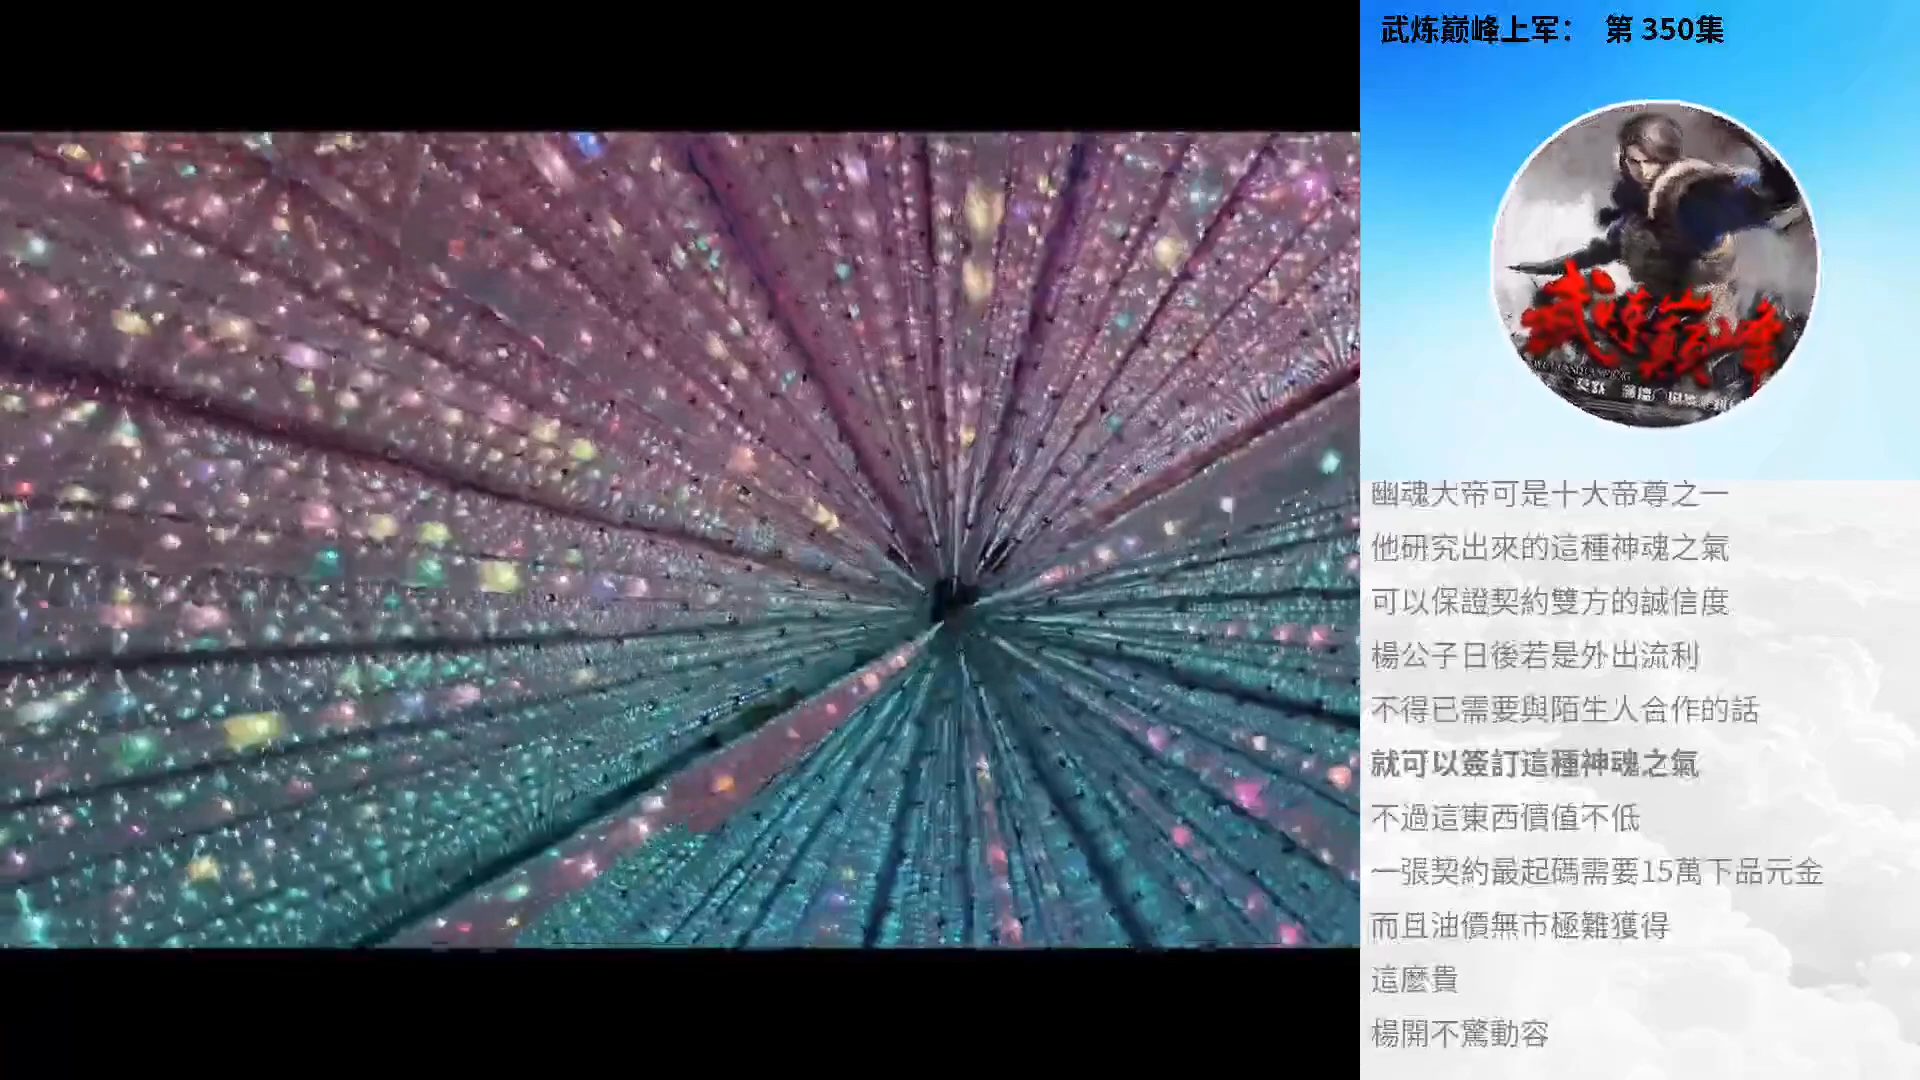 武炼巅峰上军： 第 350集
武炼巅峰
幽魂大帝可是十大帝尊之一
他研究出來的這種神魂之氣
可以保證契約雙方的誠信度
楊公子日後若是外出流利
不得已需要與陌生人合作的話
就可以簽訂這種神魂之氣
不過這東西價值不低
一張契約最起碼需要15萬下品元金
而且油價無市極難獲得
這麼貴
楊開不驚動容